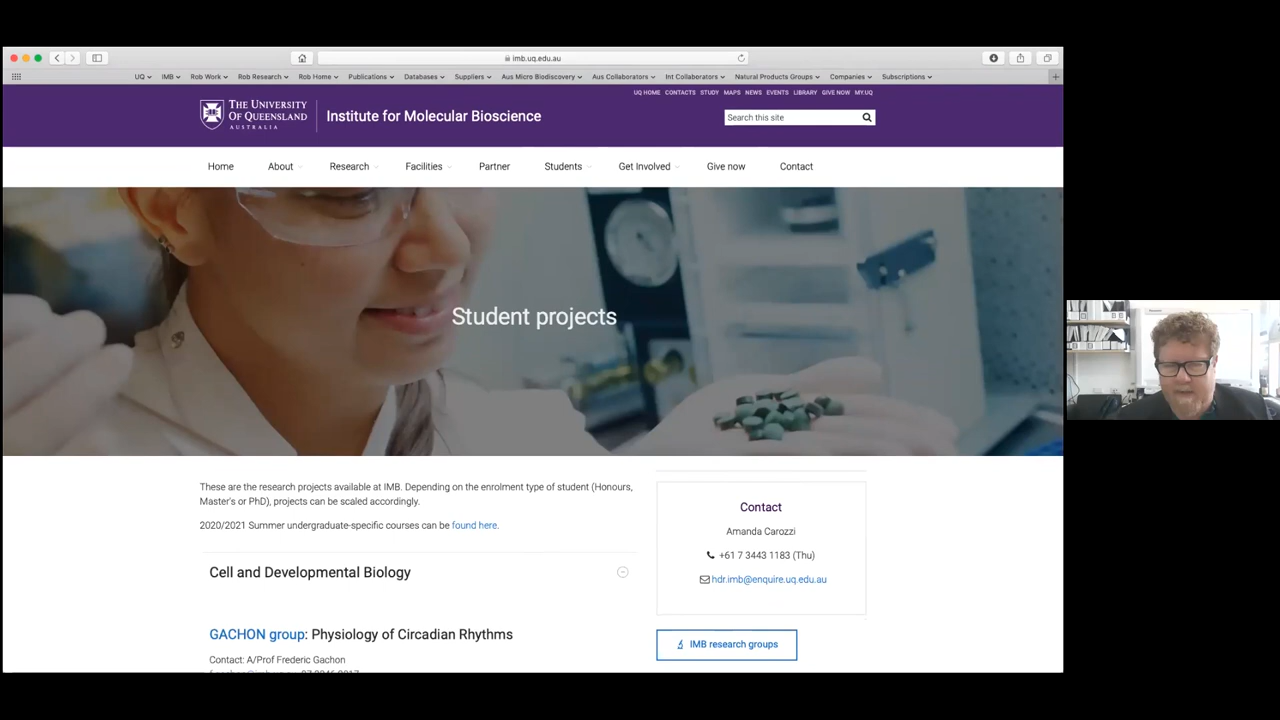 imb.uq.edu.au
UQ IMB Rob Work Rob Research Rob Home Publications Databases Suppliers Aus Micro Biodiscovery Aus Collaborators Int Collaborators Natural Products Groups Companies Subscriptions
UQ HOME CONTACTS STUDY MAPS NEWS EVENTS LIBRARY GIVE NOW MY.UQ
THE UNIVERSITY
OF QUEENSLAND
AUSTRALIA
Institute for Molecular Bioscience
Search this site
Home About Research Facilities Partner Students Get Involved Give now Contact
Student projects
These are the research projects available at IMB. Depending on the enrolment type of student (Honours,
Master's or PhD), projects can be scaled accordingly.
2020/2021 Summer undergraduate-specific courses can be found here.
Cell and Developmental Biology
GACHON group: Physiology of Circadian Rhythms
Contact: A/Prof Frederic Gachon
Contact
Amanda Carozzi
+61 7 3443 1183 (Thu)
hdr.imb@enquire.uq.edu.au
IMB research groups